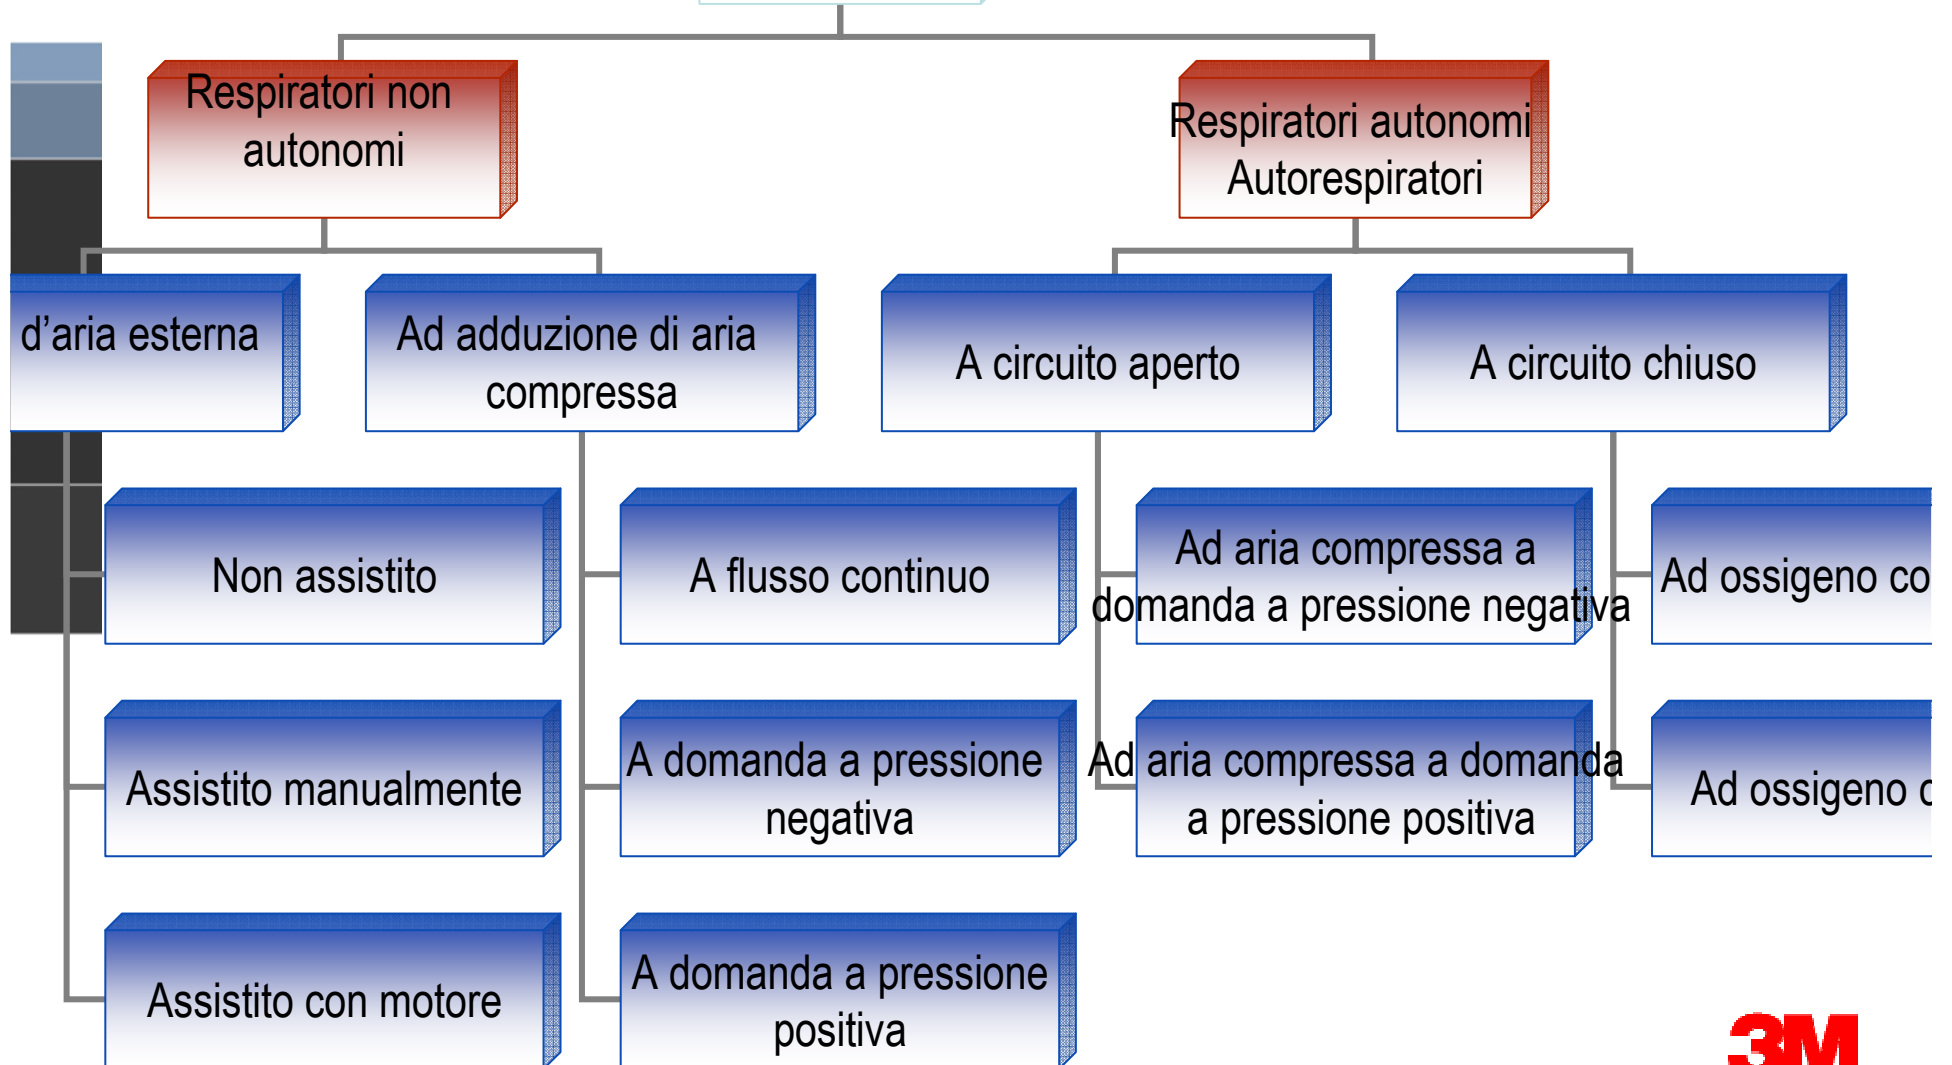 Respiratori non
autonomi
Respiratori autonomi
Autorespiratori
d'aria esterna
Ad adduzione di aria
compressa
A circuito aperto
A circuito chiuso
Non assistito
A flusso continuo
Ad aria compressa a
domanda a pressione negativa
Ad ossigeno
Assistito manualmente
A domanda a pressione
negativa
Ad aria compressa a domanda
a pressione positiva
Ad ossigeno
Assistito con motore
A domanda a pressione
positiva
3M